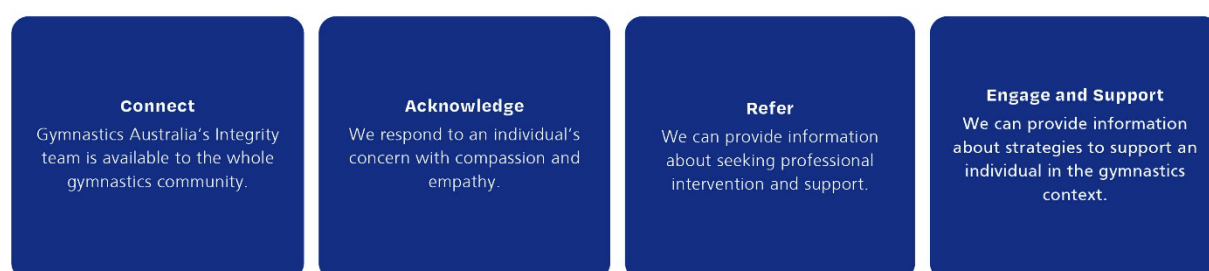 Connect
Gymnastics Australia's Integrity
team is available to the whole
gymnastics community.
Acknowledge
We respond to an individual's
concern with compassion and
empathy.
Refer
We can provide information
about seeking professional
intervention and support.
Engage and Support
We can provide information
about strategies to support an
individual in the gymnastics
context.